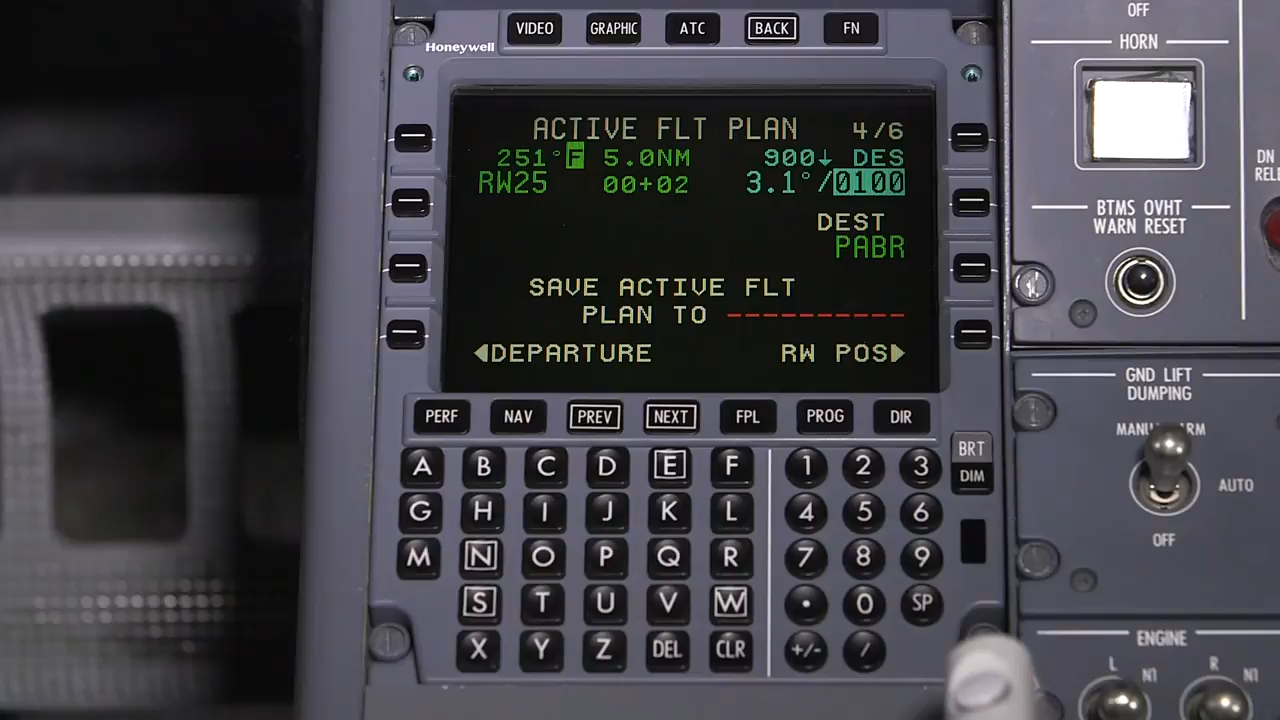 VIDEO GRAPHIC ATC BACK FN
Honeywell
ACTIVE FLT PLAN 4/6
251° F 5.0NM 900↓ DES
RW25 00+02 3.1°/0100
DEST
PABR
SAVE ACTIVE FLT
PLAN TO ----------
◀DEPARTURE RW POS▶
PERF NAV PREV NEXT FPL PROG DIR
BRT
DIM
A B C D E F 1 2 3
G H I J K L 4 5 6
M N O P Q R 7 8 9
S T U V W • 0 SP
X Y Z DEL CLR +/- /
OFF
HORN
DN
BTMS OVHT
WARN RESET
GND LIFT
DUMPING
ARM
AUTO
OFF
ENGINE
L N1 R N1